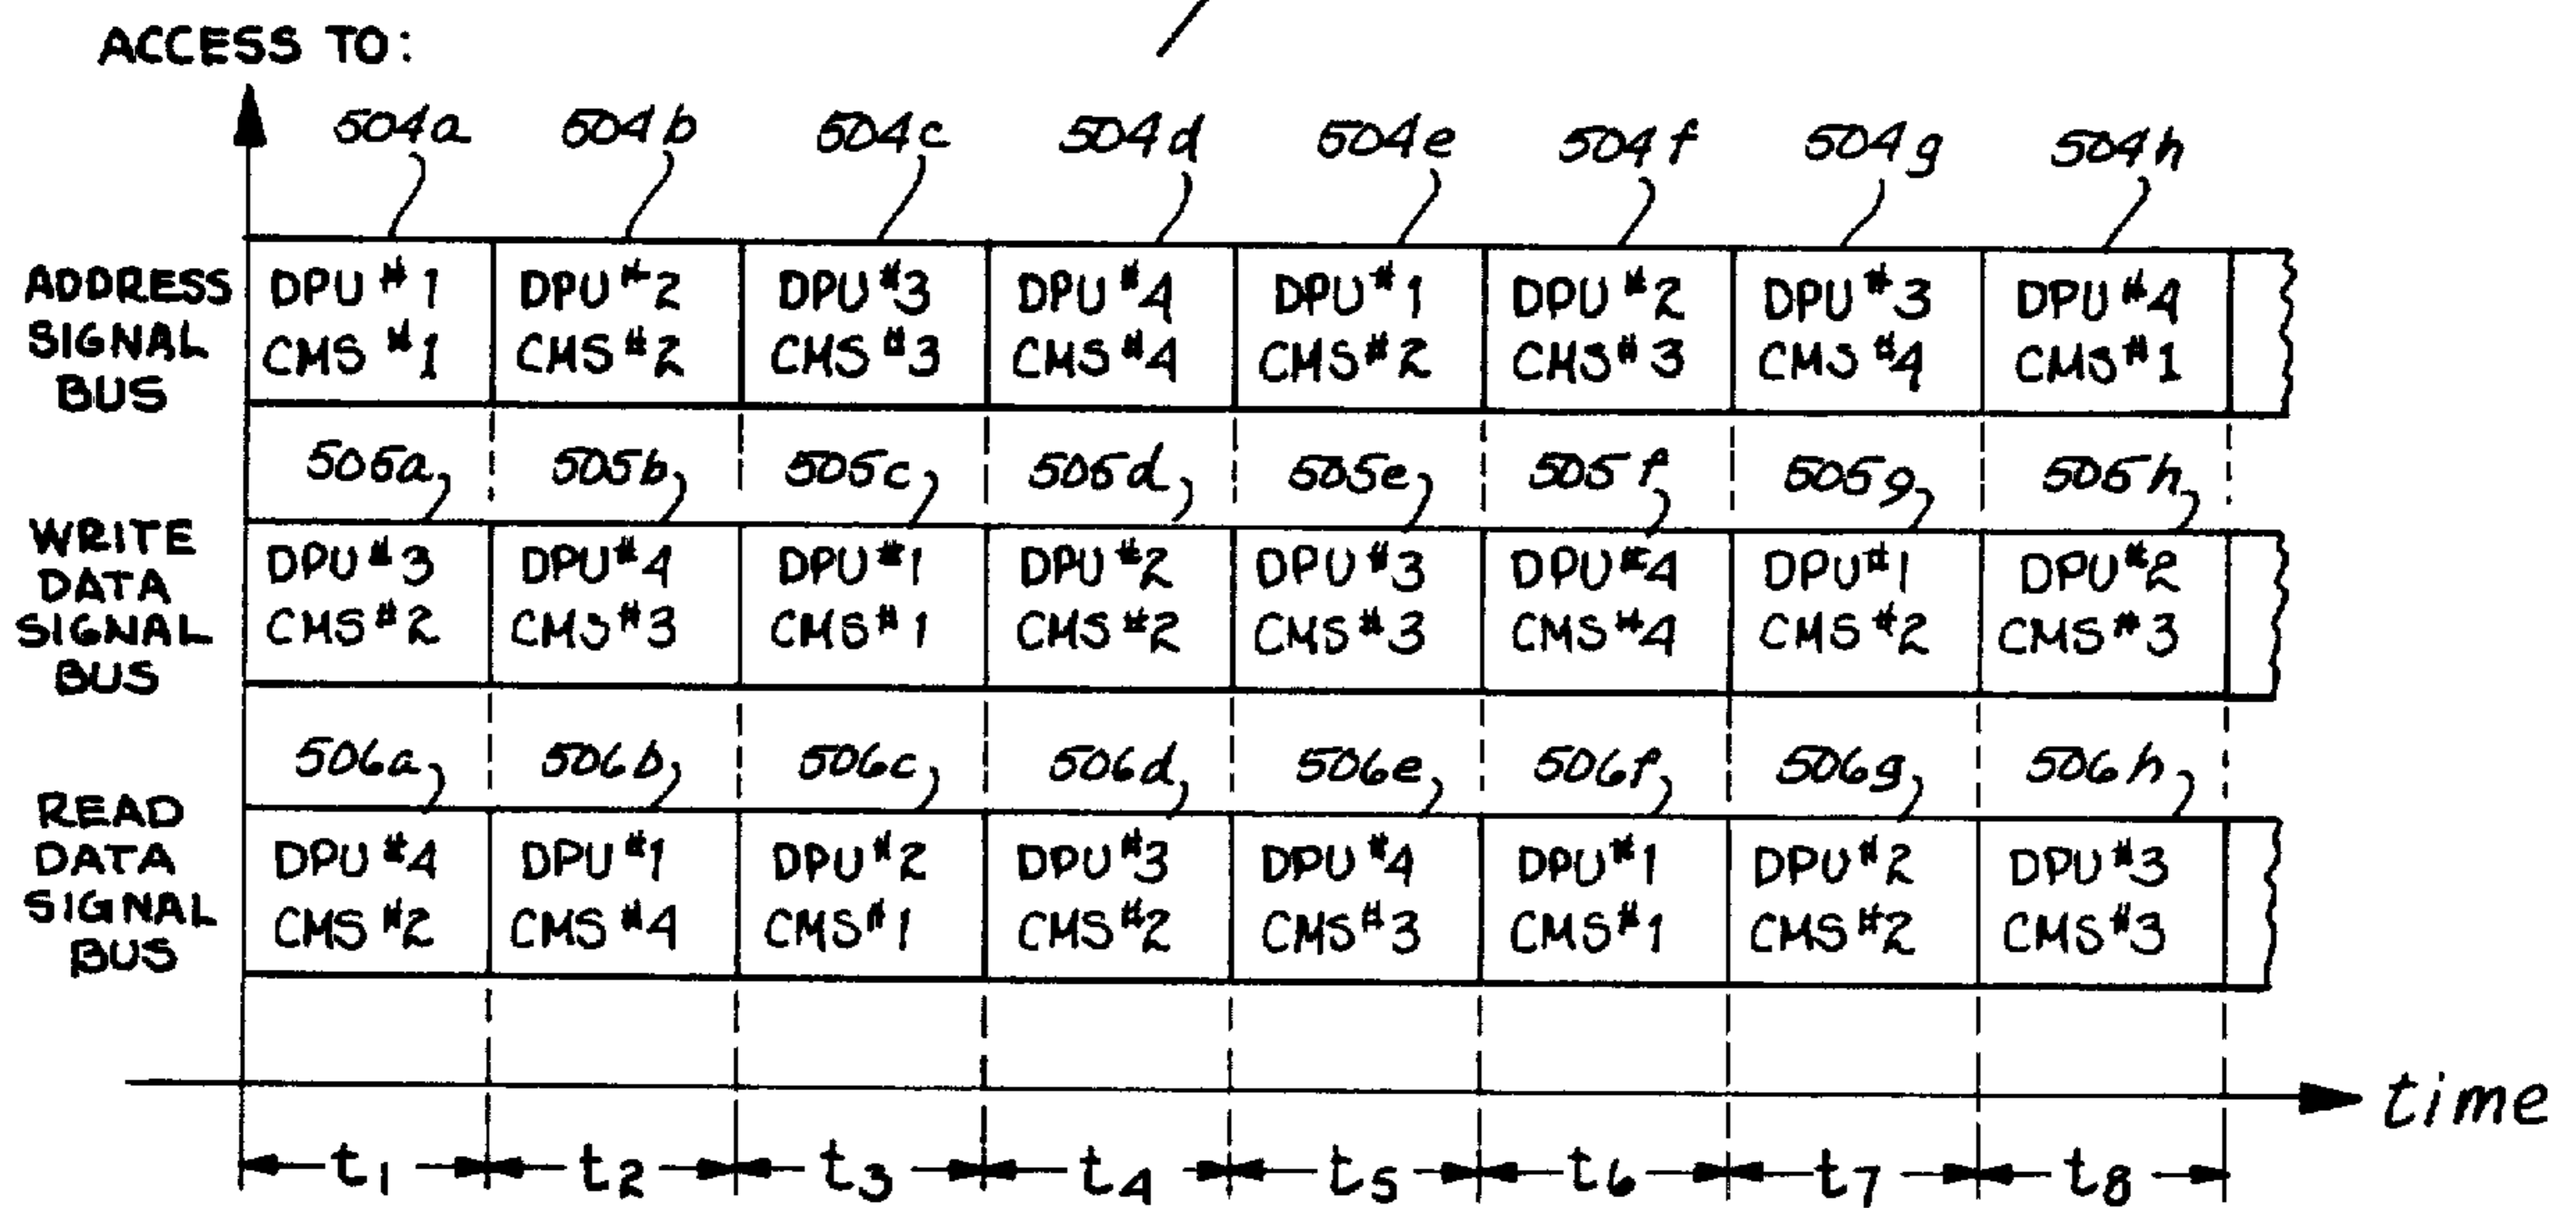 ACCESS TO:
504a 504b 504c 504d 504e 504f 504g 504h
ADDRESS SIGNAL BUS
DPU #1 DPU #2 DPU #3 DPU #4 DPU #1 DPU #2 DPU #3 DPU #4
CMS #1 CMS #2 CMS #3 CMS #4 CMS #2 CMS #3 CMS #4 CMS #1
505a 505b 505c 505d 505e 505f 505g 505h
WRITE DATA SIGNAL BUS
DPU #3 DPU #4 DPU #1 DPU #2 DPU #3 DPU #4 DPU #1 DPU #2
CMS #2 CMS #3 CMS #1 CMS #2 CMS #3 CMS #4 CMS #2 CMS #3
506a 506b 506c 506d 506e 506f 506g 506h
READ DATA SIGNAL BUS
DPU #4 DPU #1 DPU #2 DPU #3 DPU #4 DPU #1 DPU #2 DPU #3
CMS #2 CMS #4 CMS #1 CMS #2 CMS #3 CMS #1 CMS #2 CMS #3
time
t1 t2 t3 t4 t5 t6 t7 t8